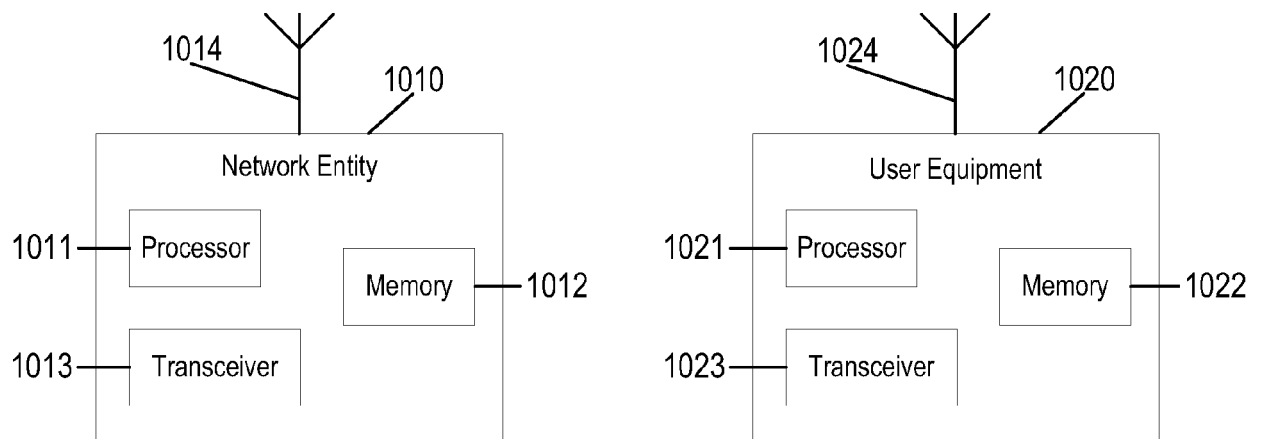 1014
1010
Network Entity
1011
Processor
Memory
1012
1013
Transceiver
1024
1020
User Equipment
1021
Processor
Memory
1022
1023
Transceiver